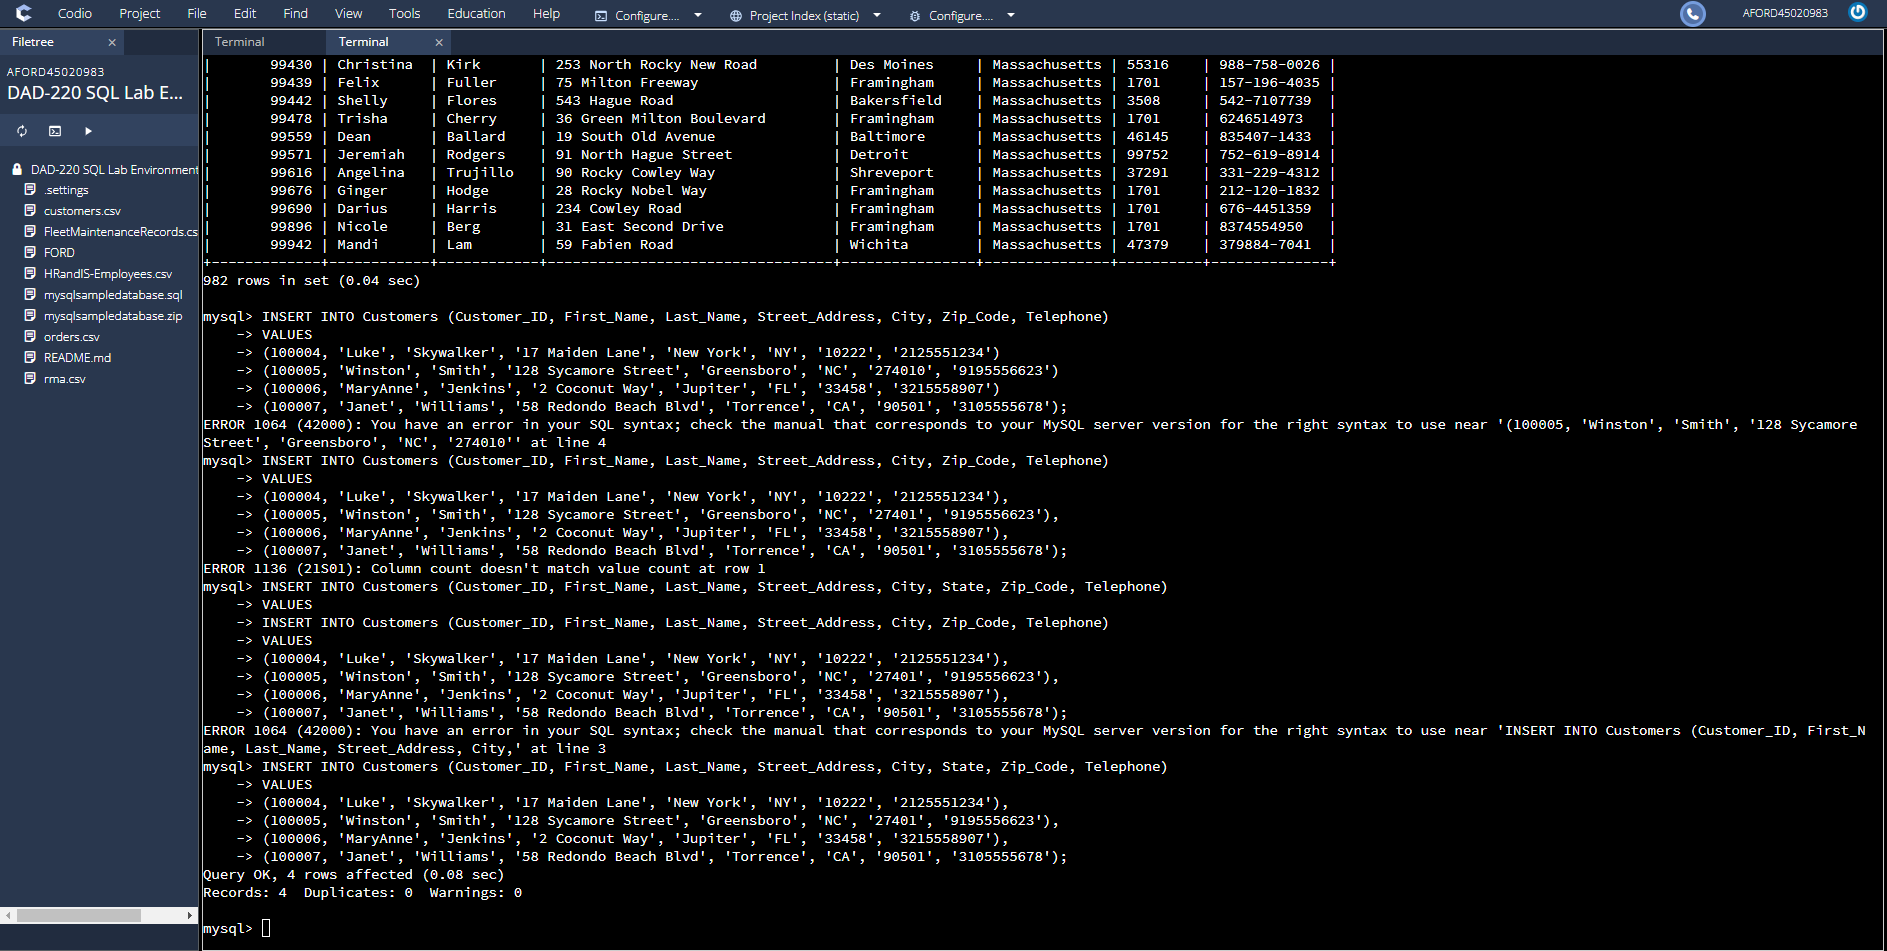 Codio Project File Edit Find View Tools Education Help Configure.... Project Index (static) Configure.... AFORD45020983
Filetree ×
AFORD45020983
DAD-220 SQL Lab E...
DAD-220 SQL Lab Environment
.settings
customers.csv
FleetMaintenanceRecords.cs
FORD
HRandIS-Employees.csv
mysqlsampledatabase.sql
mysqlsampledatabase.zip
orders.csv
README.md
rma.csv
Terminal Terminal ×
| 99430 | Christina | Kirk | 253 North Rocky New Road | Des Moines | Massachusetts | 55316 | 988-758-0026 |
| 99439 | Felix | Fuller | 75 Milton Freeway | Framingham | Massachusetts | 1701 | 157-196-4035 |
| 99442 | Shelly | Flores | 543 Hague Road | Bakersfield | Massachusetts | 3508 | 542-7107739 |
| 99478 | Trisha | Cherry | 36 Green Milton Boulevard | Framingham | Massachusetts | 1701 | 6246514973 |
| 99559 | Dean | Ballard | 19 South Old Avenue | Baltimore | Massachusetts | 46145 | 835407-1433 |
| 99571 | Jeremiah | Rodgers | 91 North Hague Street | Detroit | Massachusetts | 99752 | 752-619-8914 |
| 99616 | Angelina | Trujillo | 90 Rocky Cowley Way | Shreveport | Massachusetts | 37291 | 331-229-4312 |
| 99676 | Ginger | Hodge | 28 Rocky Nobel Way | Framingham | Massachusetts | 1701 | 212-120-1832 |
| 99690 | Darius | Harris | 234 Cowley Road | Framingham | Massachusetts | 1701 | 676-4451359 |
| 99896 | Nicole | Berg | 31 East Second Drive | Framingham | Massachusetts | 1701 | 8374554950 |
| 99942 | Mandi | Lam | 59 Fabien Road | Wichita | Massachusetts | 47379 | 379884-7041 |
+-------------+------------+------------+----------------------------------+----------------+---------------+----------+--------------+
982 rows in set (0.04 sec)
mysql> INSERT INTO Customers (Customer_ID, First_Name, Last_Name, Street_Address, City, Zip_Code, Telephone)
-> VALUES
-> (100004, 'Luke', 'Skywalker', '17 Maiden Lane', 'New York', 'NY', '10222', '2125551234')
-> (100005, 'Winston', 'Smith', '128 Sycamore Street', 'Greensboro', 'NC', '274010', '9195556623')
-> (100006, 'MaryAnne', 'Jenkins', '2 Coconut Way', 'Jupiter', 'FL', '33458', '3215558907')
-> (100007, 'Janet', 'Williams', '58 Redondo Beach Blvd', 'Torrence', 'CA', '90501', '3105555678');
ERROR 1064 (42000): You have an error in your SQL syntax; check the manual that corresponds to your MySQL server version for the right syntax to use near '(100005, 'Winston', 'Smith', '128 Sycamore
Street', 'Greensboro', 'NC', '274010'' at line 4
mysql> INSERT INTO Customers (Customer_ID, First_Name, Last_Name, Street_Address, City, Zip_Code, Telephone)
-> VALUES
-> (100004, 'Luke', 'Skywalker', '17 Maiden Lane', 'New York', 'NY', '10222', '2125551234'),
-> (100005, 'Winston', 'Smith', '128 Sycamore Street', 'Greensboro', 'NC', '27401', '9195556623'),
-> (100006, 'MaryAnne', 'Jenkins', '2 Coconut Way', 'Jupiter', 'FL', '33458', '3215558907'),
-> (100007, 'Janet', 'Williams', '58 Redondo Beach Blvd', 'Torrence', 'CA', '90501', '3105555678');
ERROR 1136 (21S01): Column count doesn't match value count at row 1
mysql> INSERT INTO Customers (Customer_ID, First_Name, Last_Name, Street_Address, City, State, Zip_Code, Telephone)
-> VALUES
-> INSERT INTO Customers (Customer_ID, First_Name, Last_Name, Street_Address, City, Zip_Code, Telephone)
-> VALUES
-> (100004, 'Luke', 'Skywalker', '17 Maiden Lane', 'New York', 'NY', '10222', '2125551234'),
-> (100005, 'Winston', 'Smith', '128 Sycamore Street', 'Greensboro', 'NC', '27401', '9195556623'),
-> (100006, 'MaryAnne', 'Jenkins', '2 Coconut Way', 'Jupiter', 'FL', '33458', '3215558907'),
-> (100007, 'Janet', 'Williams', '58 Redondo Beach Blvd', 'Torrence', 'CA', '90501', '3105555678');
ERROR 1064 (42000): You have an error in your SQL syntax; check the manual that corresponds to your MySQL server version for the right syntax to use near 'INSERT INTO Customers (Customer_ID, First_N
ame, Last_Name, Street_Address, City,' at line 3
mysql> INSERT INTO Customers (Customer_ID, First_Name, Last_Name, Street_Address, City, State, Zip_Code, Telephone)
-> VALUES
-> (100004, 'Luke', 'Skywalker', '17 Maiden Lane', 'New York', 'NY', '10222', '2125551234'),
-> (100005, 'Winston', 'Smith', '128 Sycamore Street', 'Greensboro', 'NC', '27401', '9195556623'),
-> (100006, 'MaryAnne', 'Jenkins', '2 Coconut Way', 'Jupiter', 'FL', '33458', '3215558907'),
-> (100007, 'Janet', 'Williams', '58 Redondo Beach Blvd', 'Torrence', 'CA', '90501', '3105555678');
Query OK, 4 rows affected (0.08 sec)
Records: 4 Duplicates: 0 Warnings: 0
mysql>